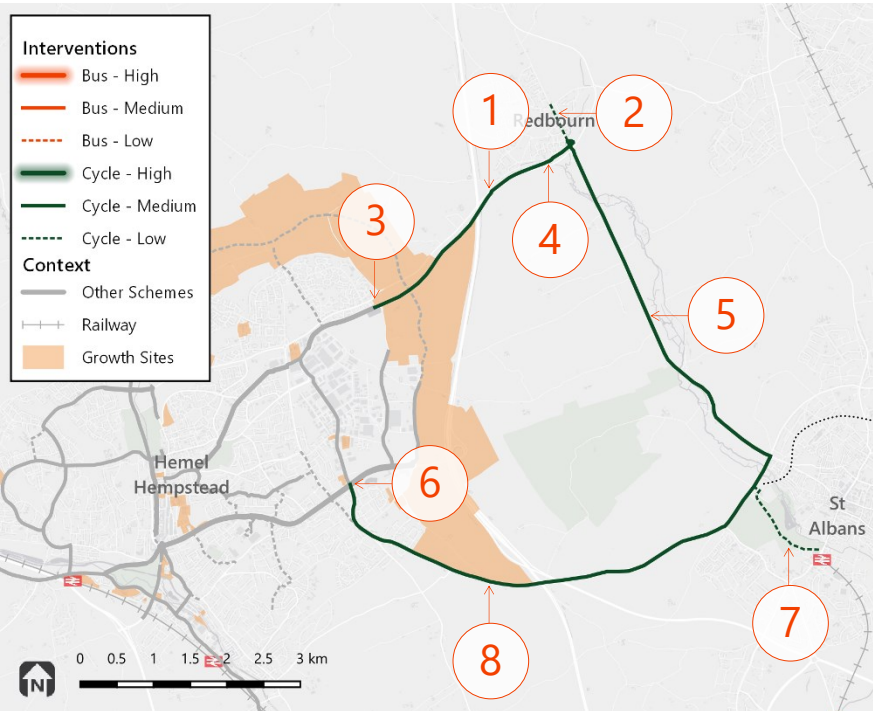 Interventions
Bus - High
Bus - Medium
Bus - Low
Cycle - High
Cycle - Medium
Cycle - Low
Context
Other Schemes
Railway
Growth Sites
1
Redbourn
2
3
4
5
Hemel
Hempstead
6
St
Albans
7
8
N
0 0.5 1 1.5 2 2.5 3 km